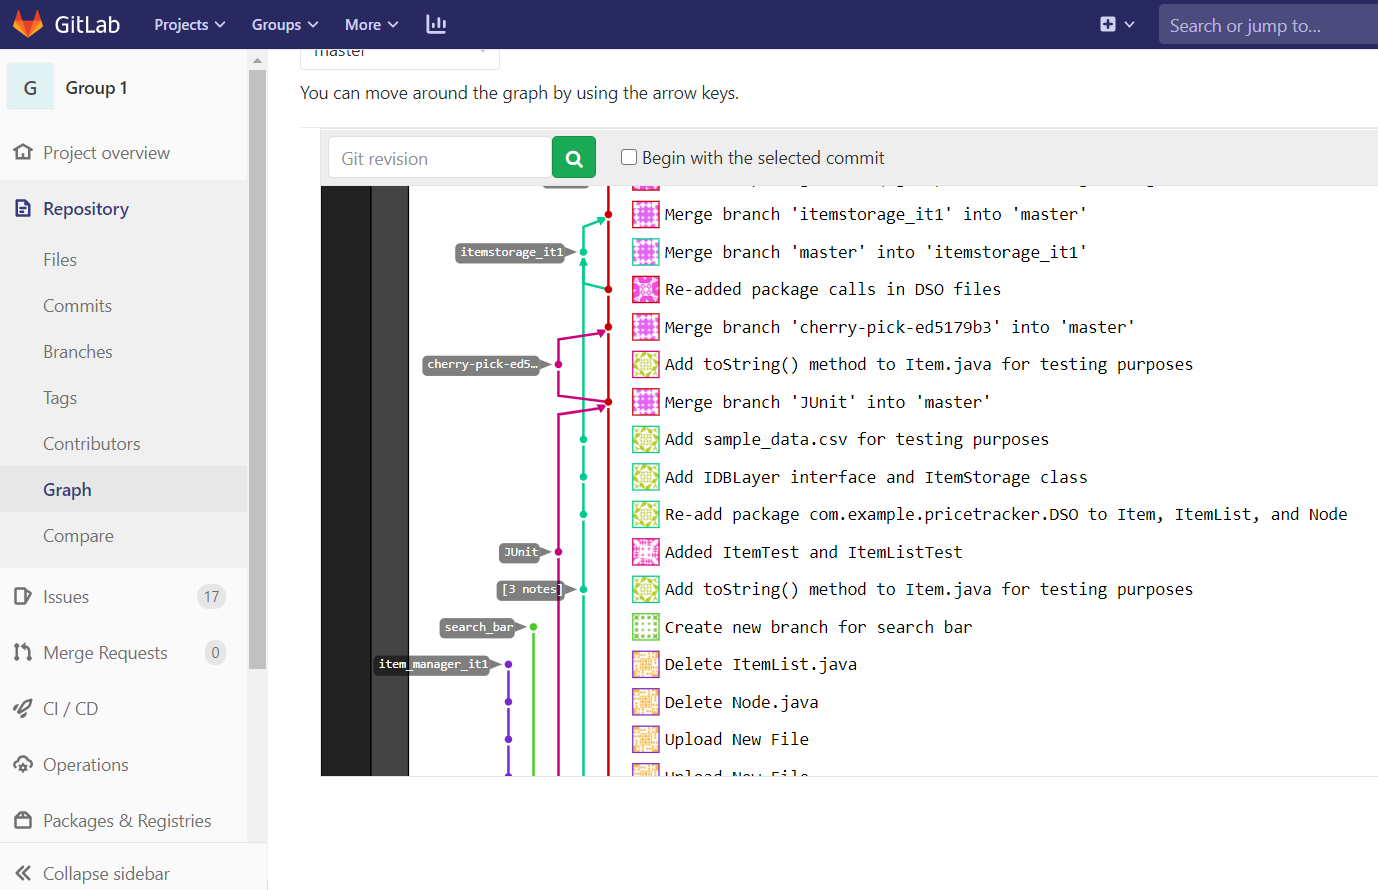 GitLab
Projects
Groups
More
Search or jump to...
master
G
Group 1
You can move around the graph by using the arrow keys.
Project overview
Git revision
Begin with the selected commit
Repository
Files
Commits
Branches
Tags
Contributors
Graph
Compare
Issues
17
Merge Requests
0
CI / CD
Operations
Packages & Registries
Collapse sidebar
Merge branch 'itemstorage_it1' into 'master'
itemstorage_it1
Merge branch 'master' into 'itemstorage_it1'
Re-added package calls in DSO files
Merge branch 'cherry-pick-ed5179b3' into 'master'
cherry-pick-ed5…
Add toString() method to Item.java for testing purposes
Merge branch 'JUnit' into 'master'
Add sample_data.csv for testing purposes
Add IDBLayer interface and ItemStorage class
Re-add package com.example.pricetracker.DSO to Item, ItemList, and Node
JUnit
Added ItemTest and ItemListTest
[3 notes]
Add toString() method to Item.java for testing purposes
search_bar
Create new branch for search bar
item_manager_it1
Delete ItemList.java
Delete Node.java
Upload New File
Upload New File